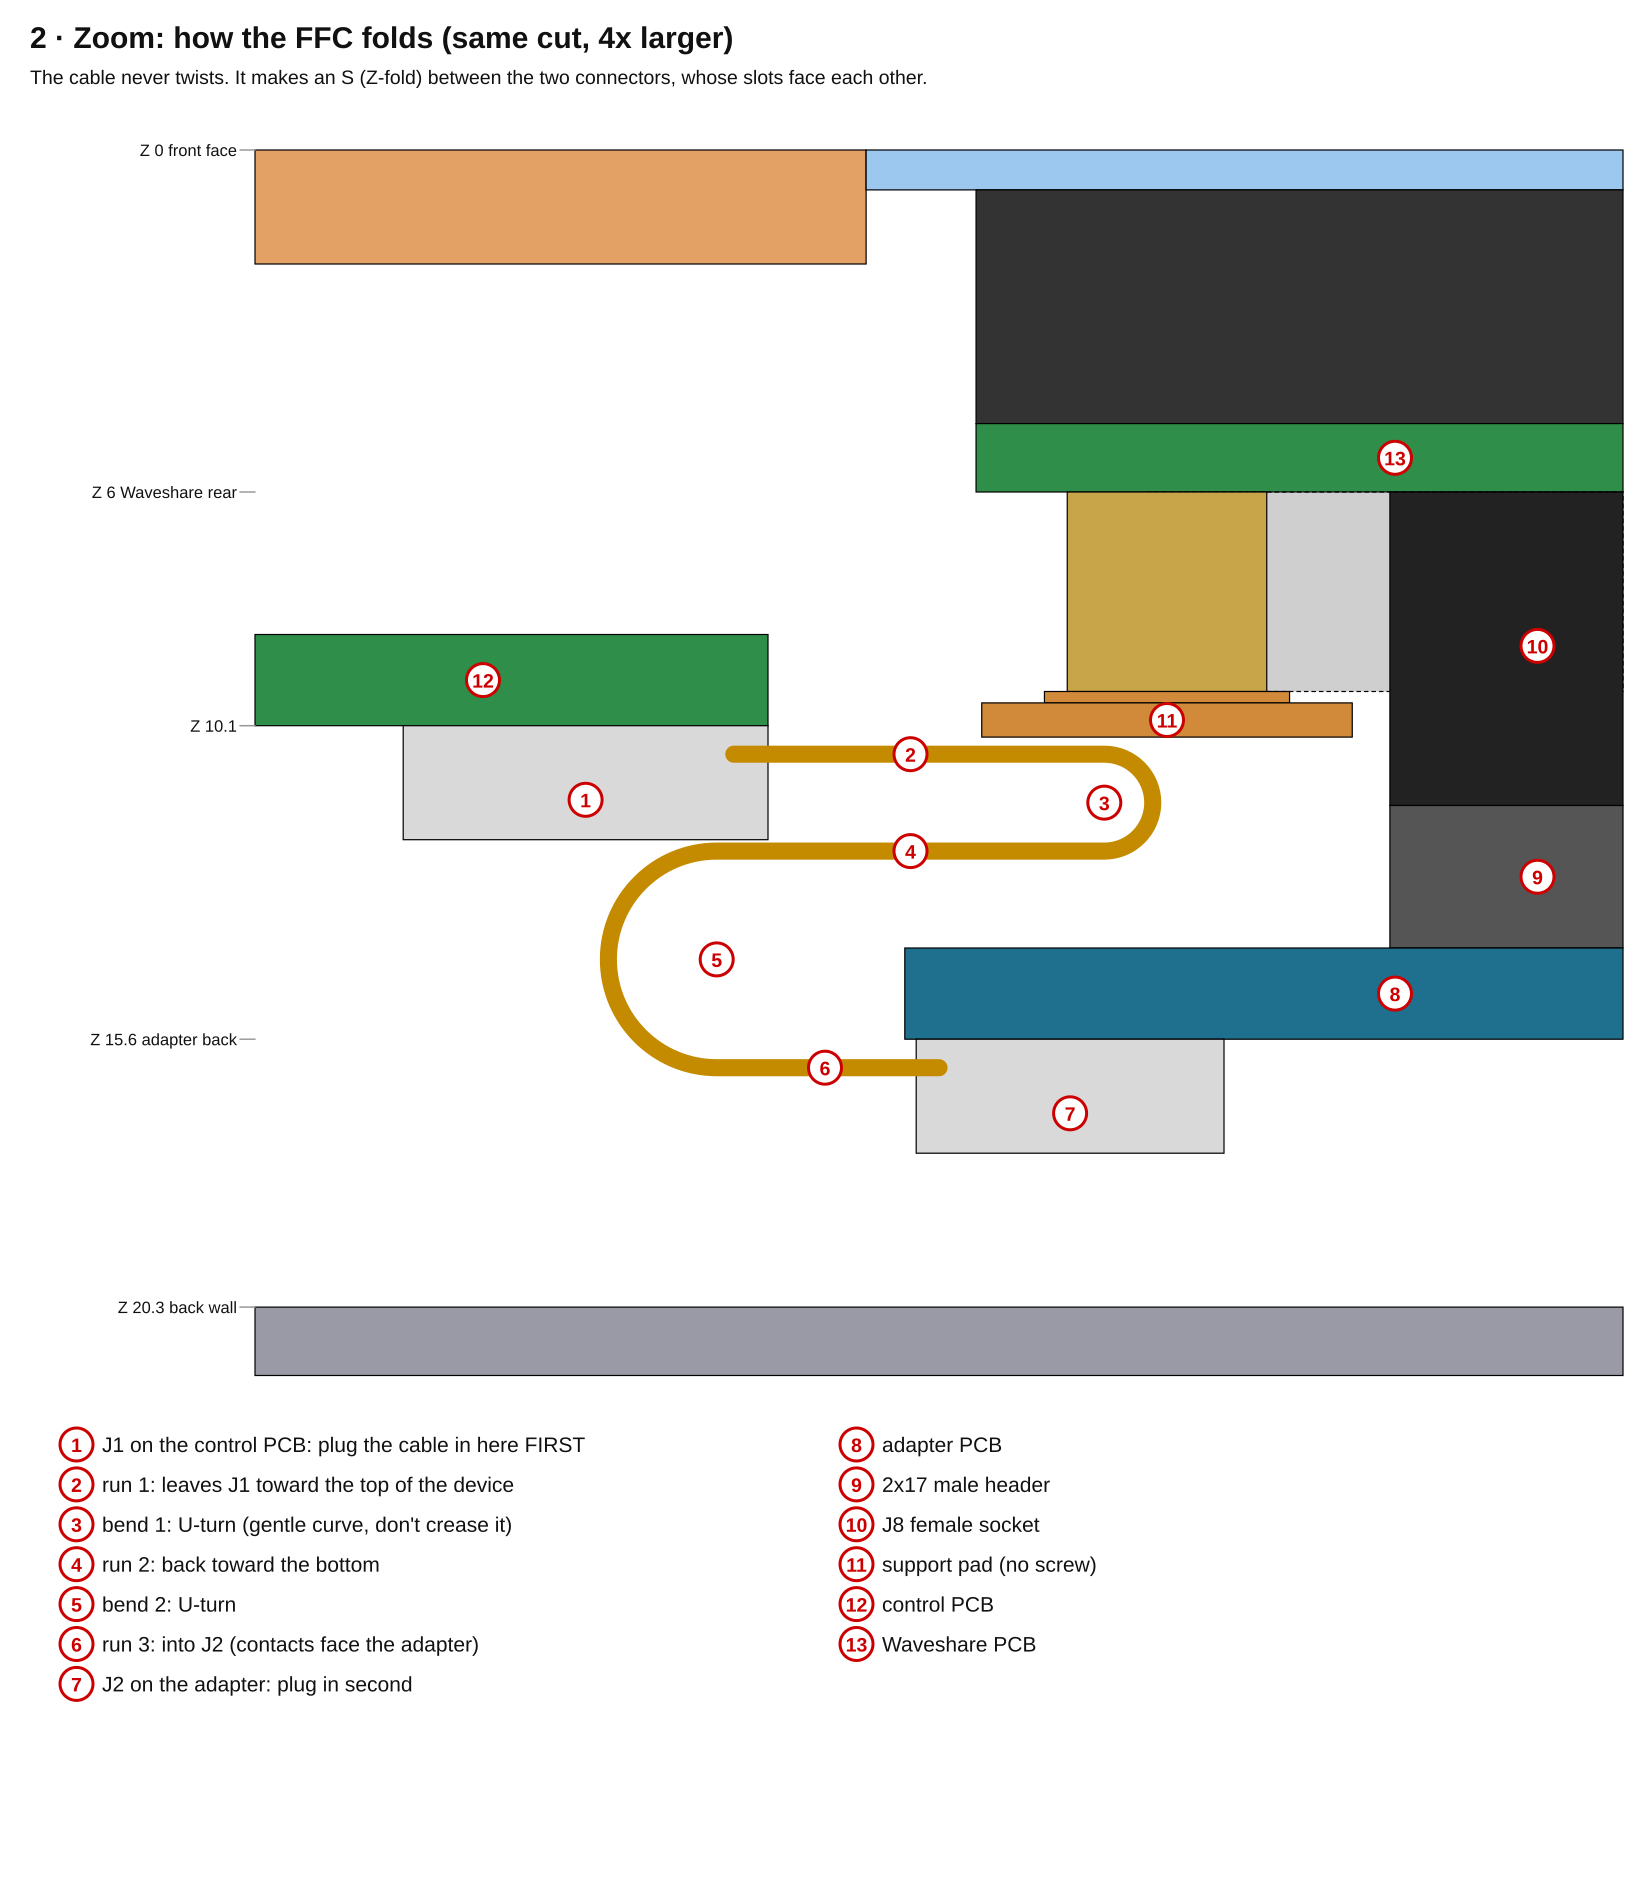 2 · Zoom: how the FFC folds (same cut, 4x larger)
The cable never twists. It makes an S (Z-fold) between the two connectors, whose slots face each other.
Z 0 front face
13
Z 6 Waveshare rear
10
12
11
Z 10.1
2
1
3
4
9
5
8
Z 15.6 adapter back
6
7
Z 20.3 back wall
1 J1 on the control PCB: plug the cable in here FIRST
2 run 1: leaves J1 toward the top of the device
3 bend 1: U-turn (gentle curve, don't crease it)
4 run 2: back toward the bottom
5 bend 2: U-turn
6 run 3: into J2 (contacts face the adapter)
7 J2 on the adapter: plug in second
8 adapter PCB
9 2x17 male header
10 J8 female socket
11 support pad (no screw)
12 control PCB
13 Waveshare PCB